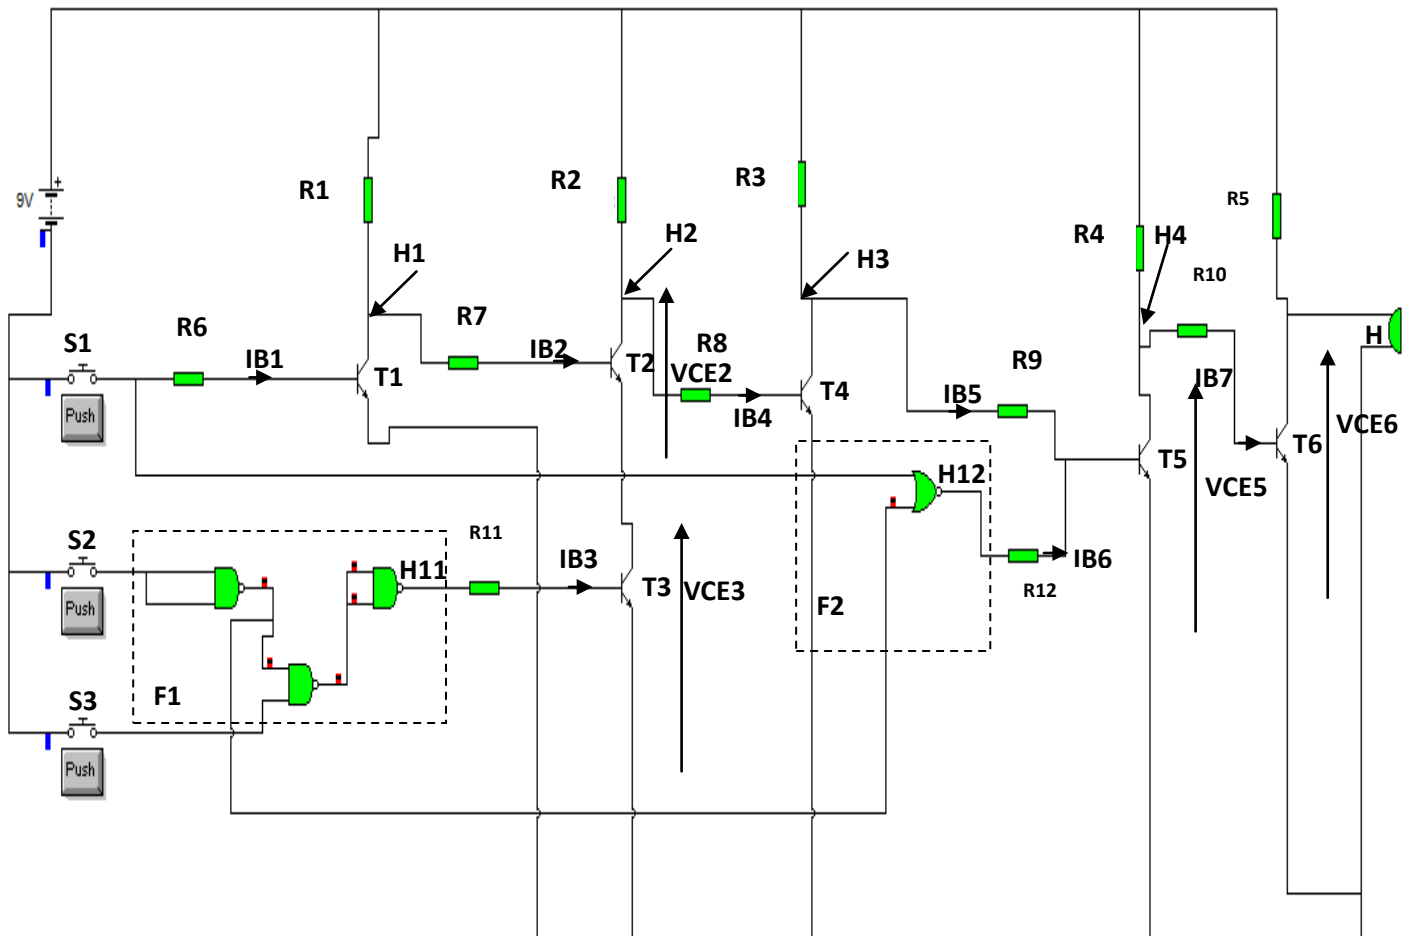 9V
+
R1
R2
R3
R4
R5
H1
H2
H3
H4
R10
S1
R6
IB1
T1
R7
IB2
T2
R8
VCE2
IB4
T4
R9
IB5
IB7
H
Push
T5
T6
VCE6
VCE5
H12
S2
H11
R11
IB3
T3
VCE3
F2
IB6
R12
Push
F1
S3
Push